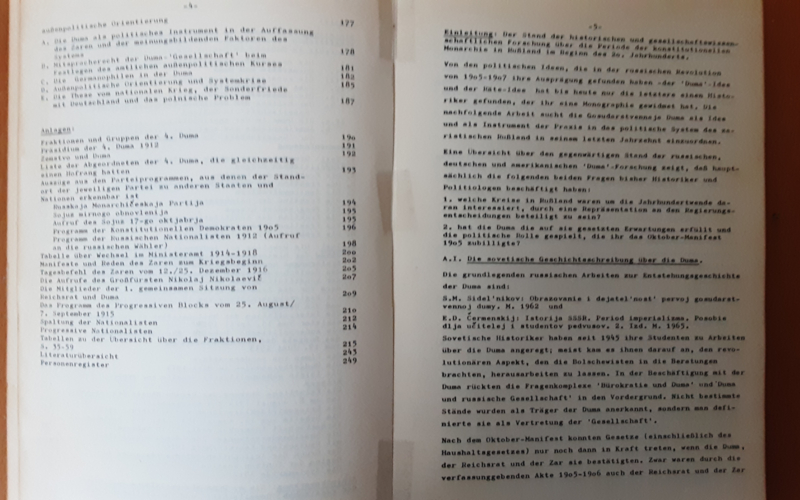 -4-
außenpolitische Orientierung 177
A. Die Duma als politisches Instrument in der Auffassung
des Zaren und der meinungsbildenden Faktoren des
Systems 178
B. Mitspracherecht der Duma-'Gesellschaft' beim
Festlegen des amtlichen außenpolitischen Kurses 181
C. Die Germanophilen in der Duma 182
D. Außenpolitische Orientierung und Systemkrise 185
E. Die These vom nationalen Krieg, der Sonderfriede
mit Deutschland und das polnische Problem 187
Anlagen:
Fraktionen und Gruppen der 4. Duma 190
Präsidium der 4. Duma 1912 191
Zemstvo und Duma 192
Liste der Abgeordneten der 4. Duma, die gleichzeitig
einen Hofrang hatten 193
Auszüge aus den Parteiprogrammen, aus denen der Stand-
ort der jeweiligen Partei zu anderen Staaten und
Nationen erkennbar ist
Russkaja Monarchičeskaja Partija 194
Sojuz mirnogo obnovlenija 195
Aufruf des Sojuz 17-go oktjabrja 195
Programm der Konstitutionellen Demokraten 1905 196
Programm der Russischen Nationalisten 1912 (Aufruf
an die russischen Wähler) 198
Tabelle über Wechsel im Ministeramt 1914-1918 200
Manifeste und Reden des Zaren zum Kriegsbeginn 202
Tagesbefehl des Zaren vom 12./25. Dezember 1916 205
Die Aufrufe des Großfürsten Nikolaj Nikolaevič 207
Die Mitglieder der 1. gemeinsamen Sitzung von
Reichsrat und Duma 209
Das Programm des Progressiven Blocks vom 25. August/
7. September 1915 210
Spaltung der Nationalisten 212
Progressive Nationalisten 214
Tabellen zu der Übersicht über die Fraktionen,
S. 35-59 215
Literaturübersicht 243
Personenregister 249
-5-
Einleitung: Der Stand der historischen und gesellschaftswissen-
schaftlichen Forschung über die Periode der konstitutionellen
Monarchie in Rußland im Beginn des 20. Jahrhunderts.
Von den politischen Ideen, die in der russischen Revolution
von 1905-1907 ihre Ausprägung gefunden haben -der 'Duma'-Idee
und der Räte-Idee hat bis heute nur die letztere einen Histo-
riker gefunden, der ihr eine Monographie gewidmet hat. Die
nachfolgende Arbeit sucht die Gosudarstvennaja Duma als Idee
und als Instrument der Praxis in das politische System des za-
ristischen Rußland in seinem letzten Jahrzehnt einzuordnen.
Eine Übersicht über den gegenwärtigen Stand der russischen,
deutschen und amerikanischen 'Duma'-Forschung zeigt, daß haupt-
sächlich die folgenden beiden Fragen bisher Historiker und
Politiologen beschäftigt haben:
1. welche Kreise in Rußland waren um die Jahrhundertwende da-
ran interessiert, durch eine Repräsentation an den Regierungs-
entscheidungen beteiligt zu sein?
2. hat die Duma die auf sie gesetzten Erwartungen erfüllt und
die politische Rolle gespielt, die ihr das Oktober-Manifest
1905 zubilligte?
A.I. Die sowjetische Geschichtsschreibung über die Duma.
Die grundlegenden russischen Arbeiten zur Entstehungsgeschichte
der Duma sind:
S.M. Sidel'nikov: Obrazovanie i dejatel'nost' pervoj gosudarst-
vennoj dumy. M. 1962 und
E.D. Čermenskij: Istorija SSSR. Period imperializma. Posobie
dlja učitelej i studentov pedvuzov. 2. Izd. M. 1965.
Sovetische Historiker haben seit 1945 ihre Studenten zu Arbeiten
über die Duma angeregt; meist kam es ihnen darauf an, den revo-
lutionären Aspekt, den die Bolschewisten in die Beratungen
brachten, herausarbeiten zu lassen. In der Beschäftigung mit der
Duma rückten die Fragenkomplexe 'Bürokratie und Duma' und'Duma
und russische Gesellschaft' in den Vordergrund. Nicht bestimmte
Stände wurden als Träger der Duma anerkannt, sondern man defi-
nierte sie als Vertretung der 'Gesellschaft'.
Nach dem Oktober-Manifest konnten Gesetze (einschließlich des
Haushaltsgesetzes) nur noch dann in Kraft treten, wenn die Duma,
der Reichsrat und der Zar sie bestätigten. Zwar waren durch die
verfassunggebenden Akte 1905-1906 auch der Reichsrat und der Zar